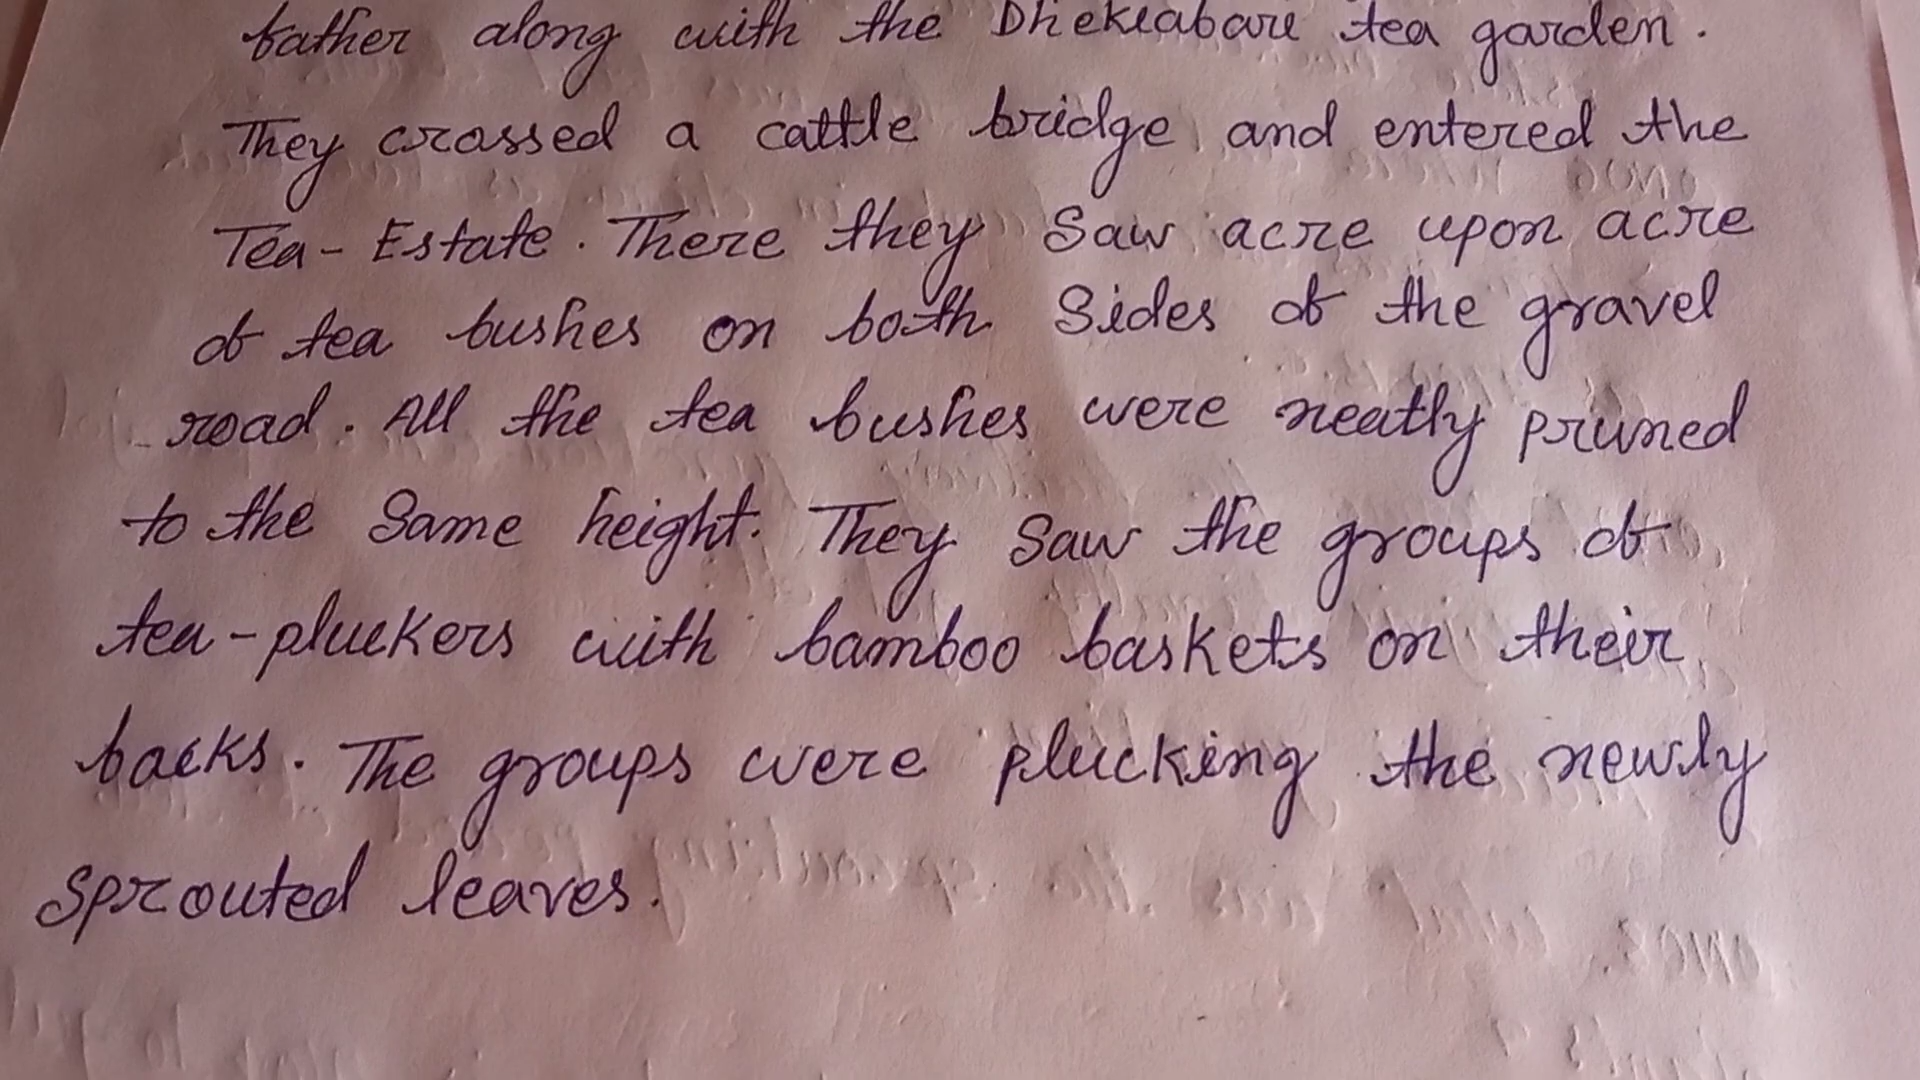 father along with the Dhekiabari tea garden.
They crossed a cattle bridge and entered the
Tea-Estate. There they saw acre upon acre
of tea bushes on both sides of the gravel
road. All the tea bushes were neatly pruned
to the same height. They saw the groups of
tea-pluckers with bamboo baskets on their
backs. The groups were plucking the newly
sprouted leaves.